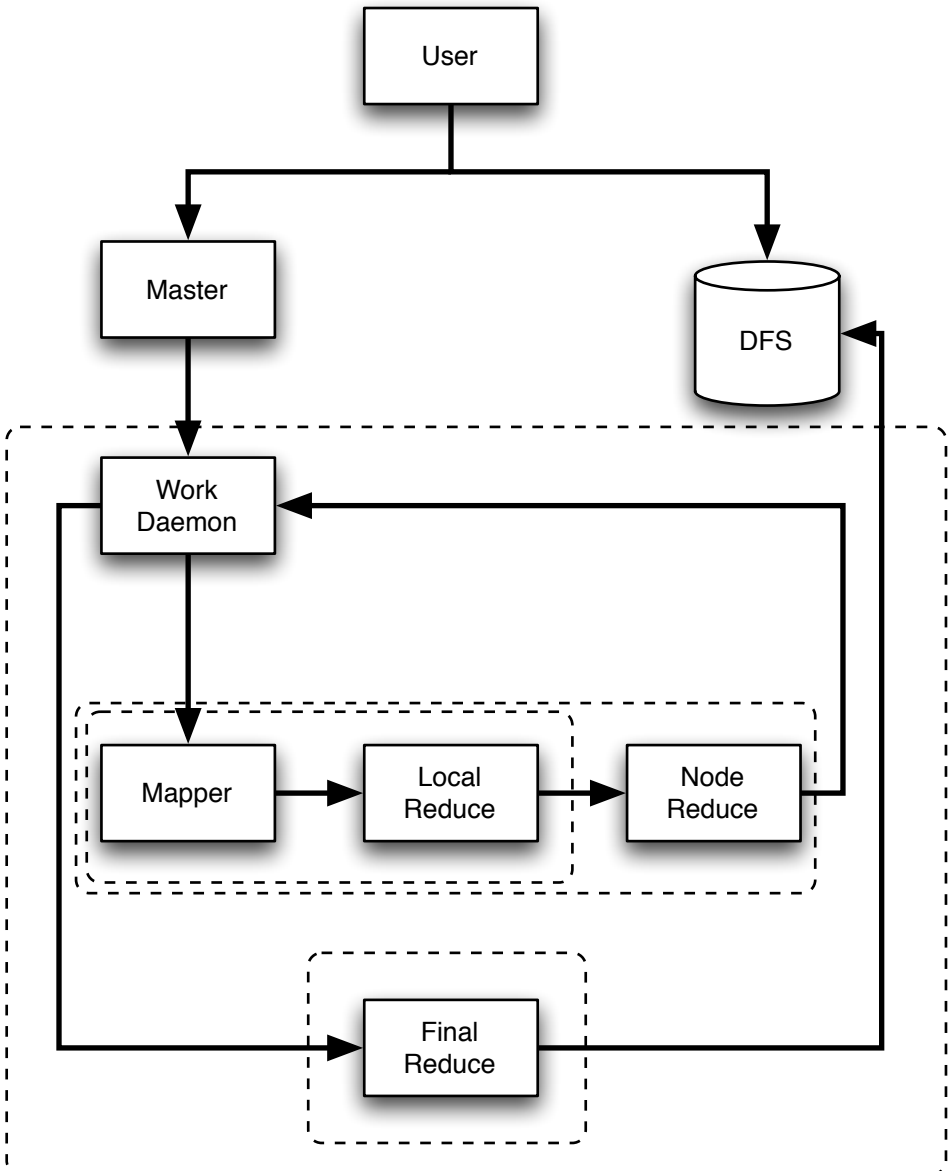 User
Master
DFS
Work
Daemon
Mapper
Local
Reduce
Node
Reduce
Final
Reduce